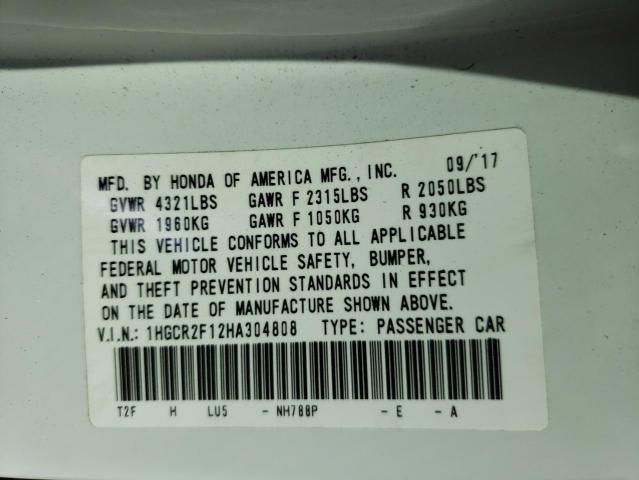 MFD. BY HONDA OF AMERICA MFG., INC. 09/'17
GVWR 4321LBS GAWR F 2315LBS R 2050LBS
GVWR 1960KG GAWR F 1050KG R 930KG
THIS VEHICLE CONFORMS TO ALL APPLICABLE
FEDERAL MOTOR VEHICLE SAFETY, BUMPER,
AND THEFT PREVENTION STANDARDS IN EFFECT
ON THE DATE OF MANUFACTURE SHOWN ABOVE.
V.I.N.: 1HGCR2F12HA304808 TYPE: PASSENGER CAR
T2F H LU5 - NH788P - E - A